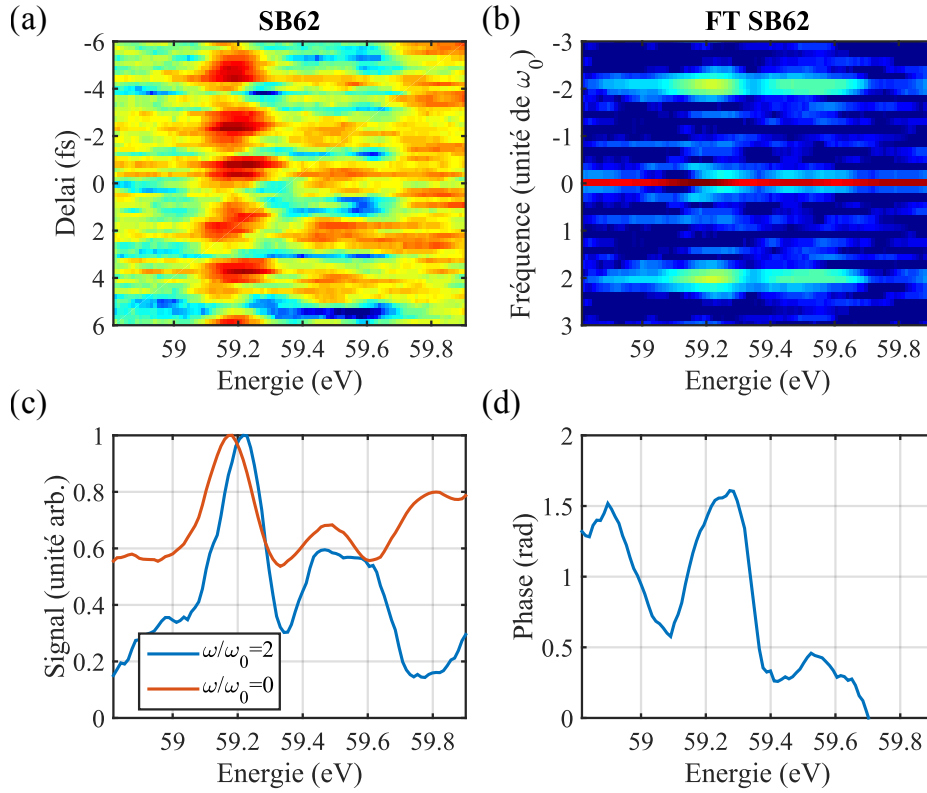 (a) SB62
-6
-4
-2
0
2
4
6
Delai (fs)
59 59.2 59.4 59.6 59.8
Energie (eV)
(b) FT SB62
-3
-2
-1
0
1
2
3
Fréquence (unité de ω0)
59 59.2 59.4 59.6 59.8
Energie (eV)
(c)
1
0.8
0.6
0.4
0.2
0
Signal (unité arb.)
ω/ω0=2
ω/ω0=0
59 59.2 59.4 59.6 59.8
Energie (eV)
(d)
2
1.5
1
0.5
0
Phase (rad)
59 59.2 59.4 59.6 59.8
Energie (eV)